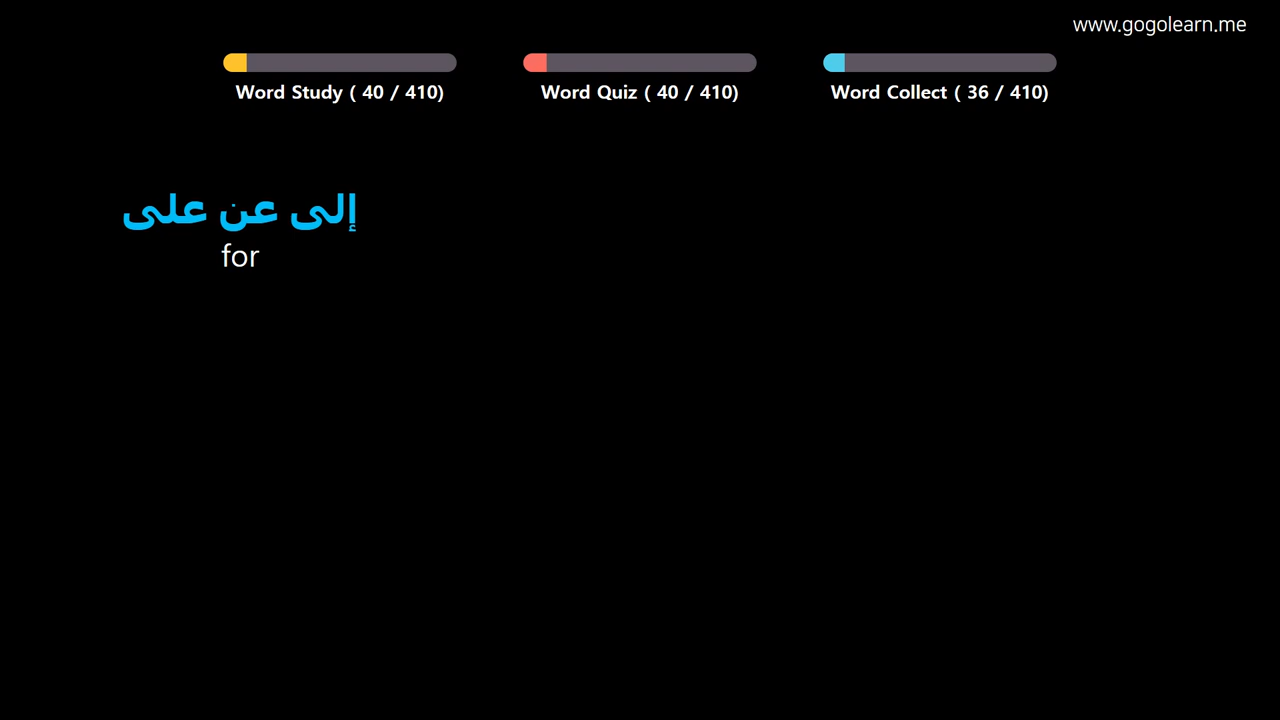 www.gogolearn.me
Word Study ( 40 / 410)
Word Quiz ( 40 / 410)
Word Collect ( 36 / 410)
إلى عن على
for